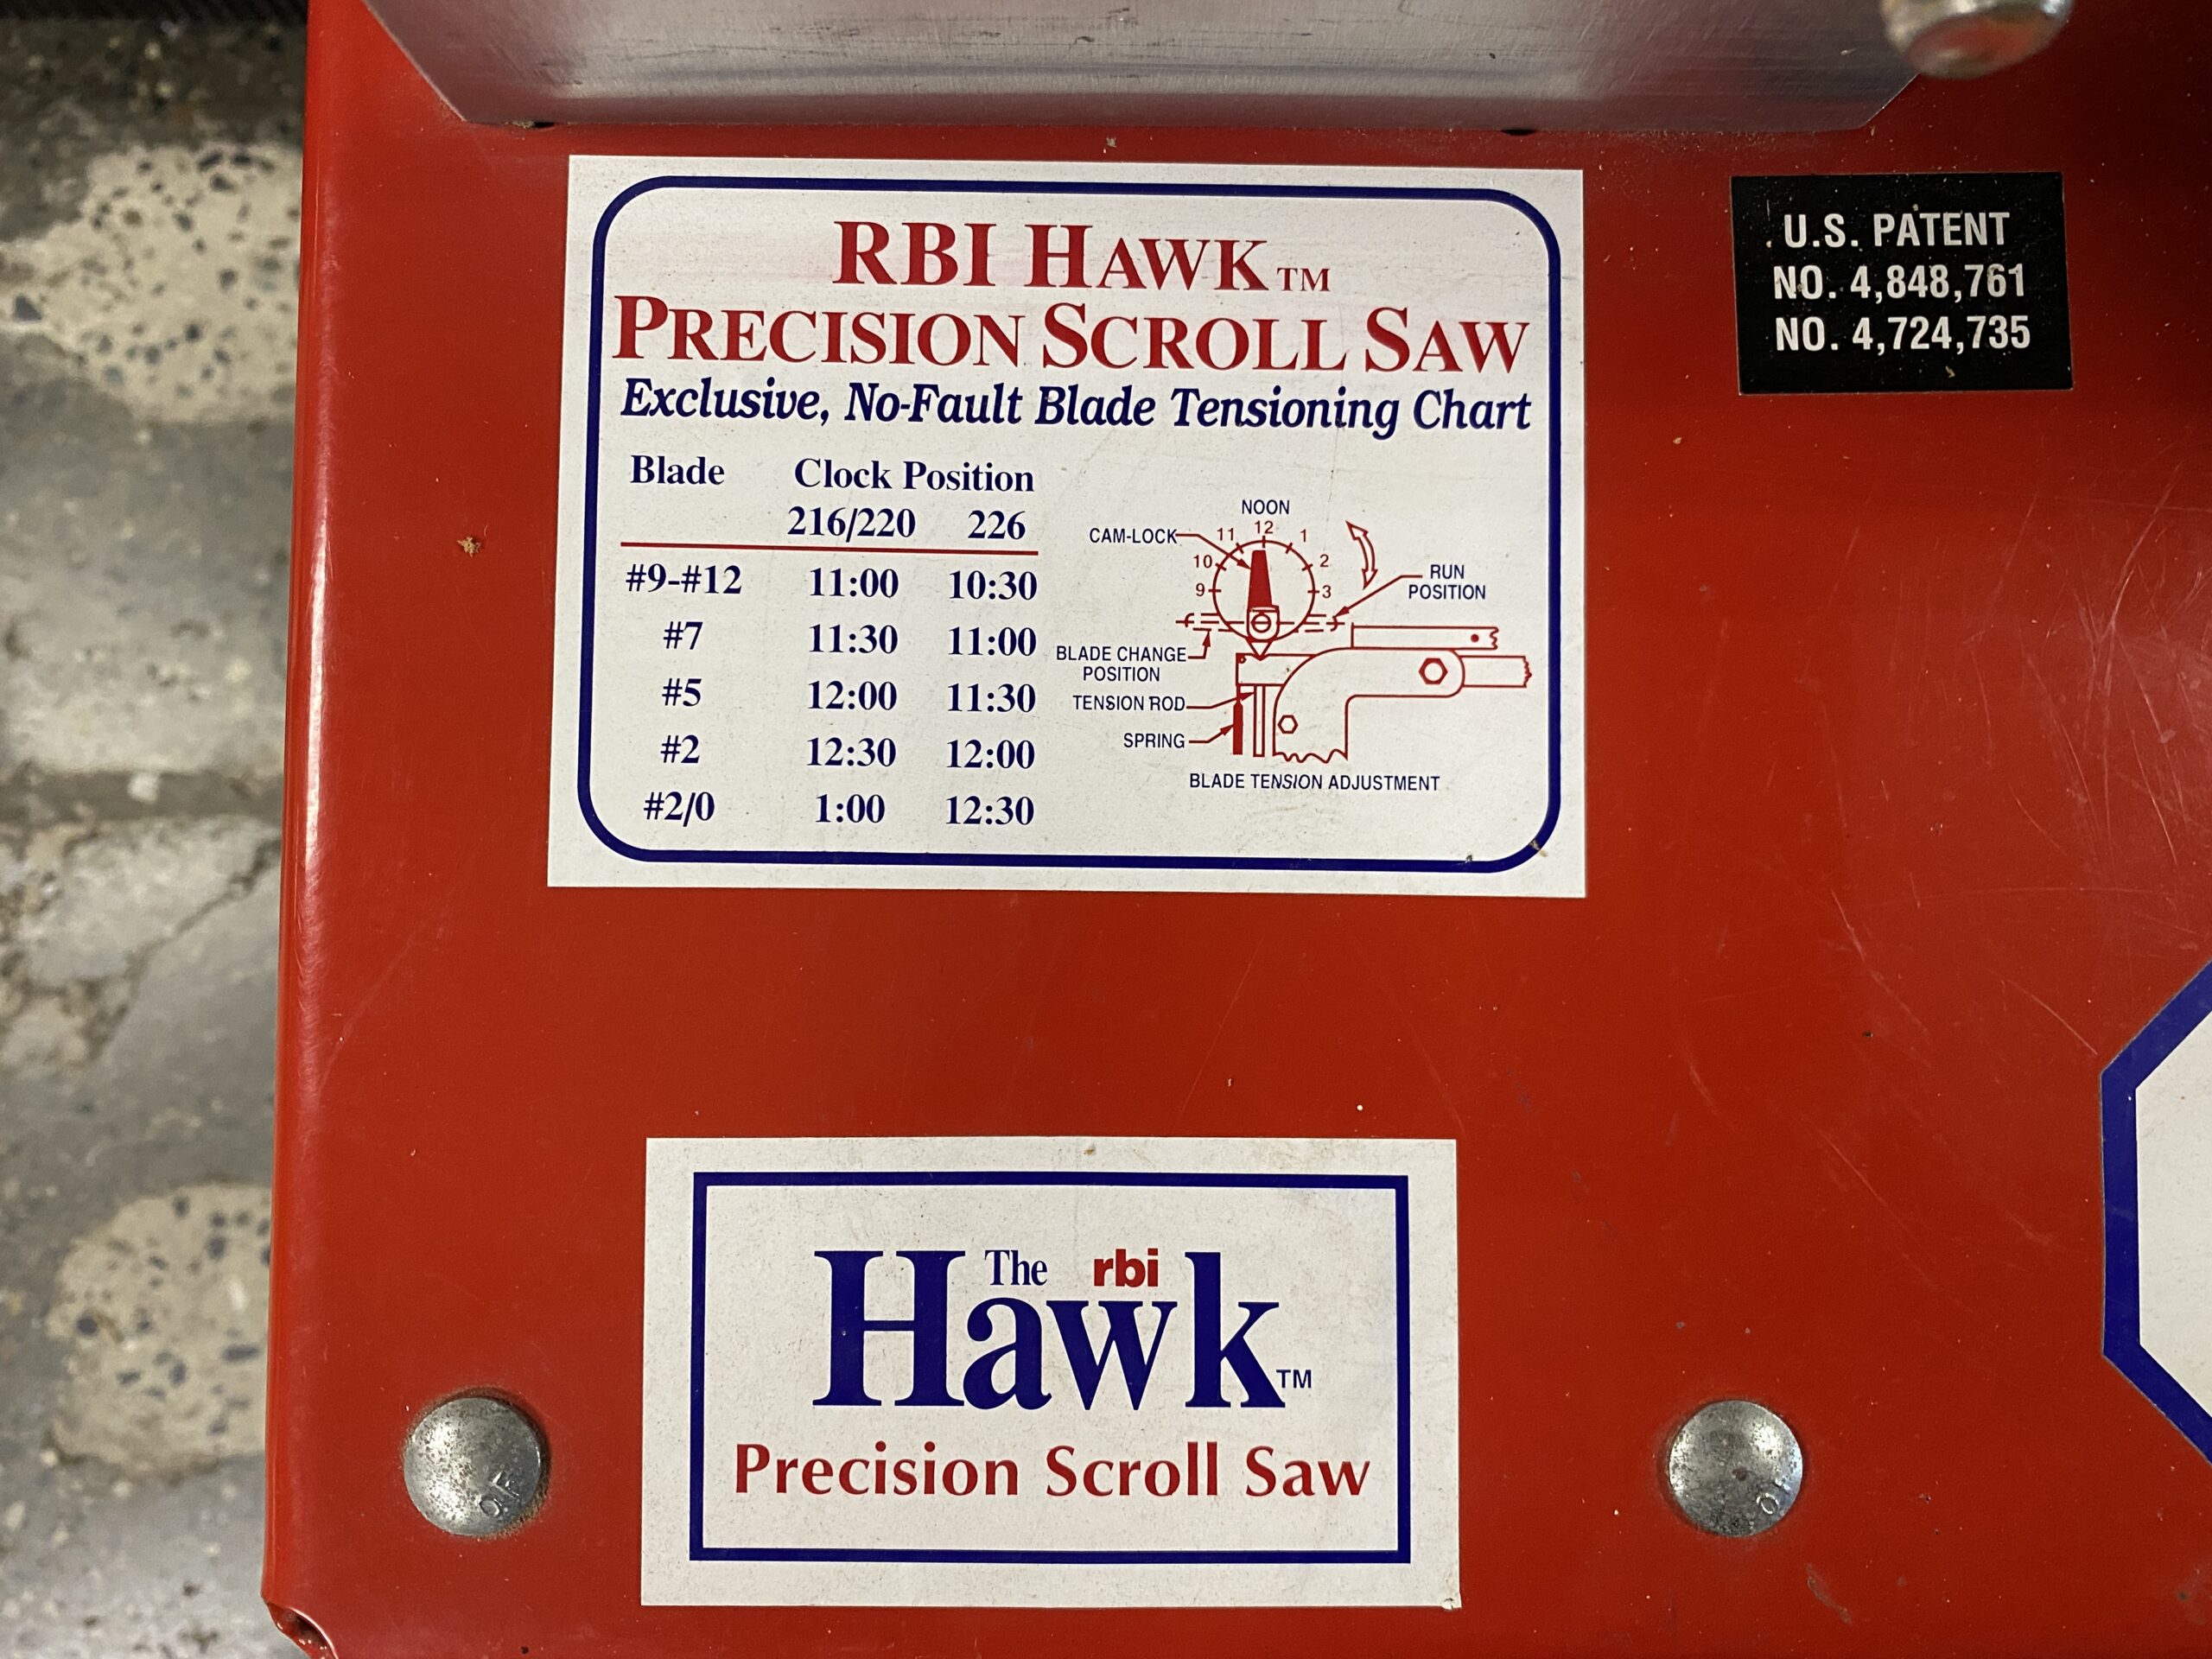 RBI HAWK TM
PRECISION SCROLL SAW
Exclusive, No-Fault Blade Tensioning Chart
Blade Clock Position
216/220 226
#9-#12 11:00 10:30
#7 11:30 11:00
#5 12:00 11:30
#2 12:30 12:00
#2/0 1:00 12:30
NOON
CAM-LOCK
9 10 11 12 1 2 3
RUN
POSITION
BLADE CHANGE
POSITION
TENSION ROD
SPRING
BLADE TENSION ADJUSTMENT
U.S. PATENT
NO. 4,848,761
NO. 4,724,735
The rbi
Hawk TM
Precision Scroll Saw